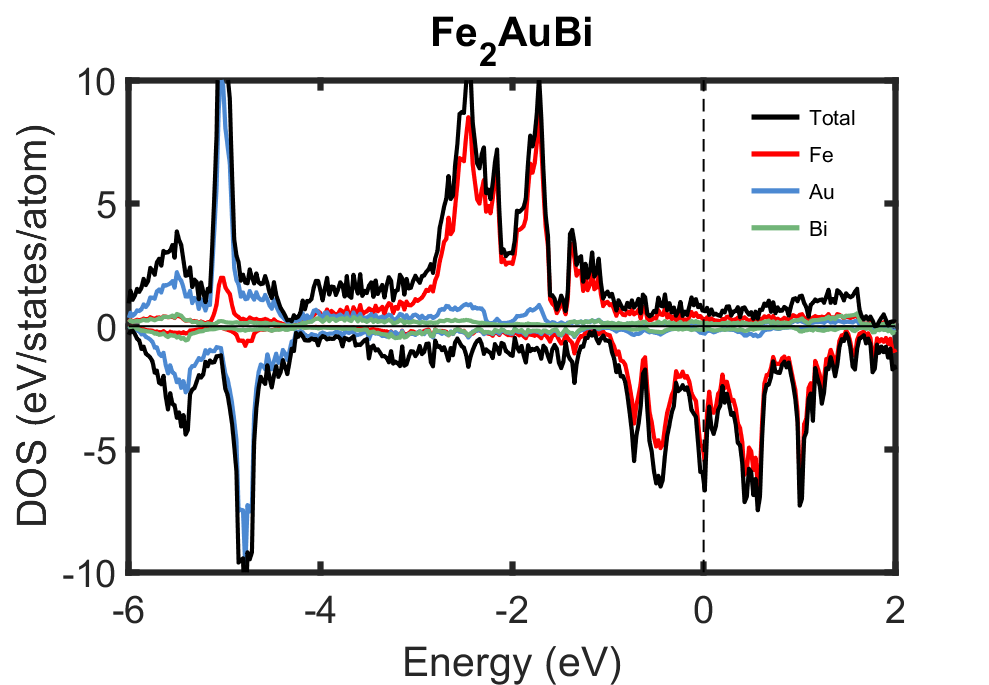 Fe2AuBi
10
5
0
0
-5
-10
DOS (eV/states/atom)
Total
Fe
Au
Bi
-6
-4
-2
0
2
Energy (eV)